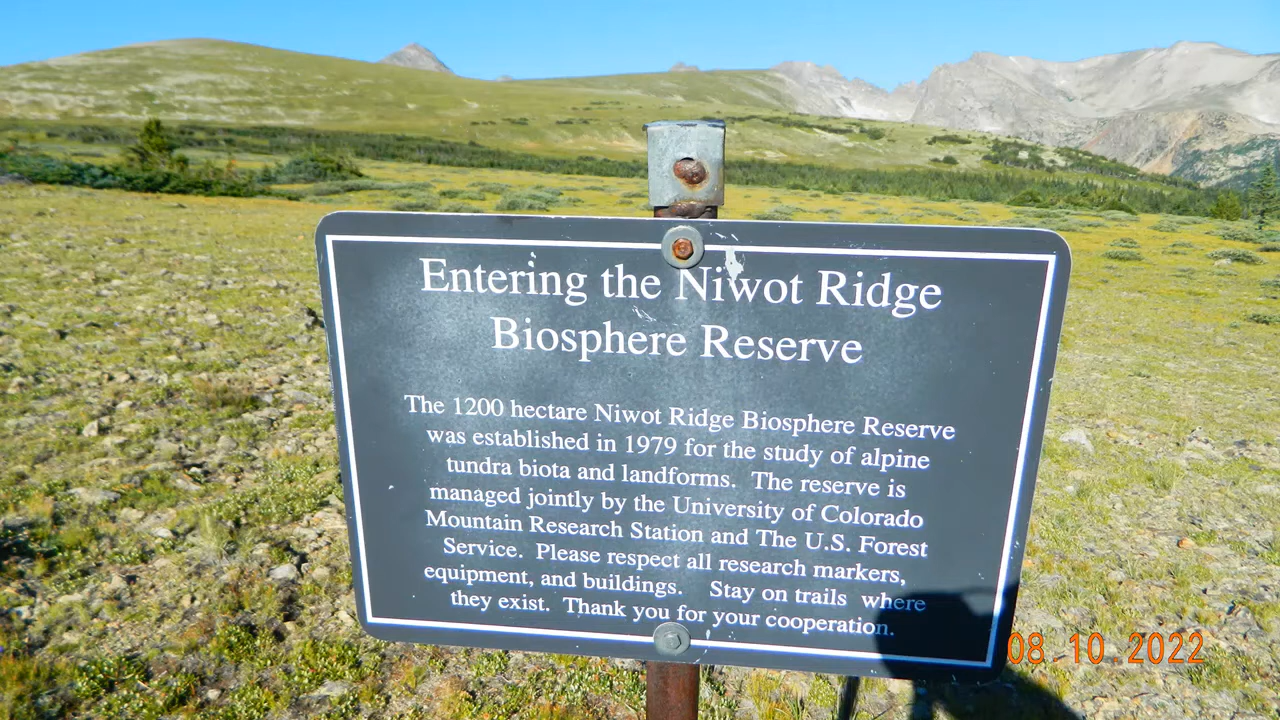 Entering the Niwot Ridge
Biosphere Reserve
The 1200 hectare Niwot Ridge Biosphere Reserve
was established in 1979 for the study of alpine
tundra biota and landforms. The reserve is
managed jointly by the University of Colorado
Mountain Research Station and The U.S. Forest
Service. Please respect all research markers,
equipment, and buildings. Stay on trails where
they exist. Thank you for your cooperation.
08.10.2022